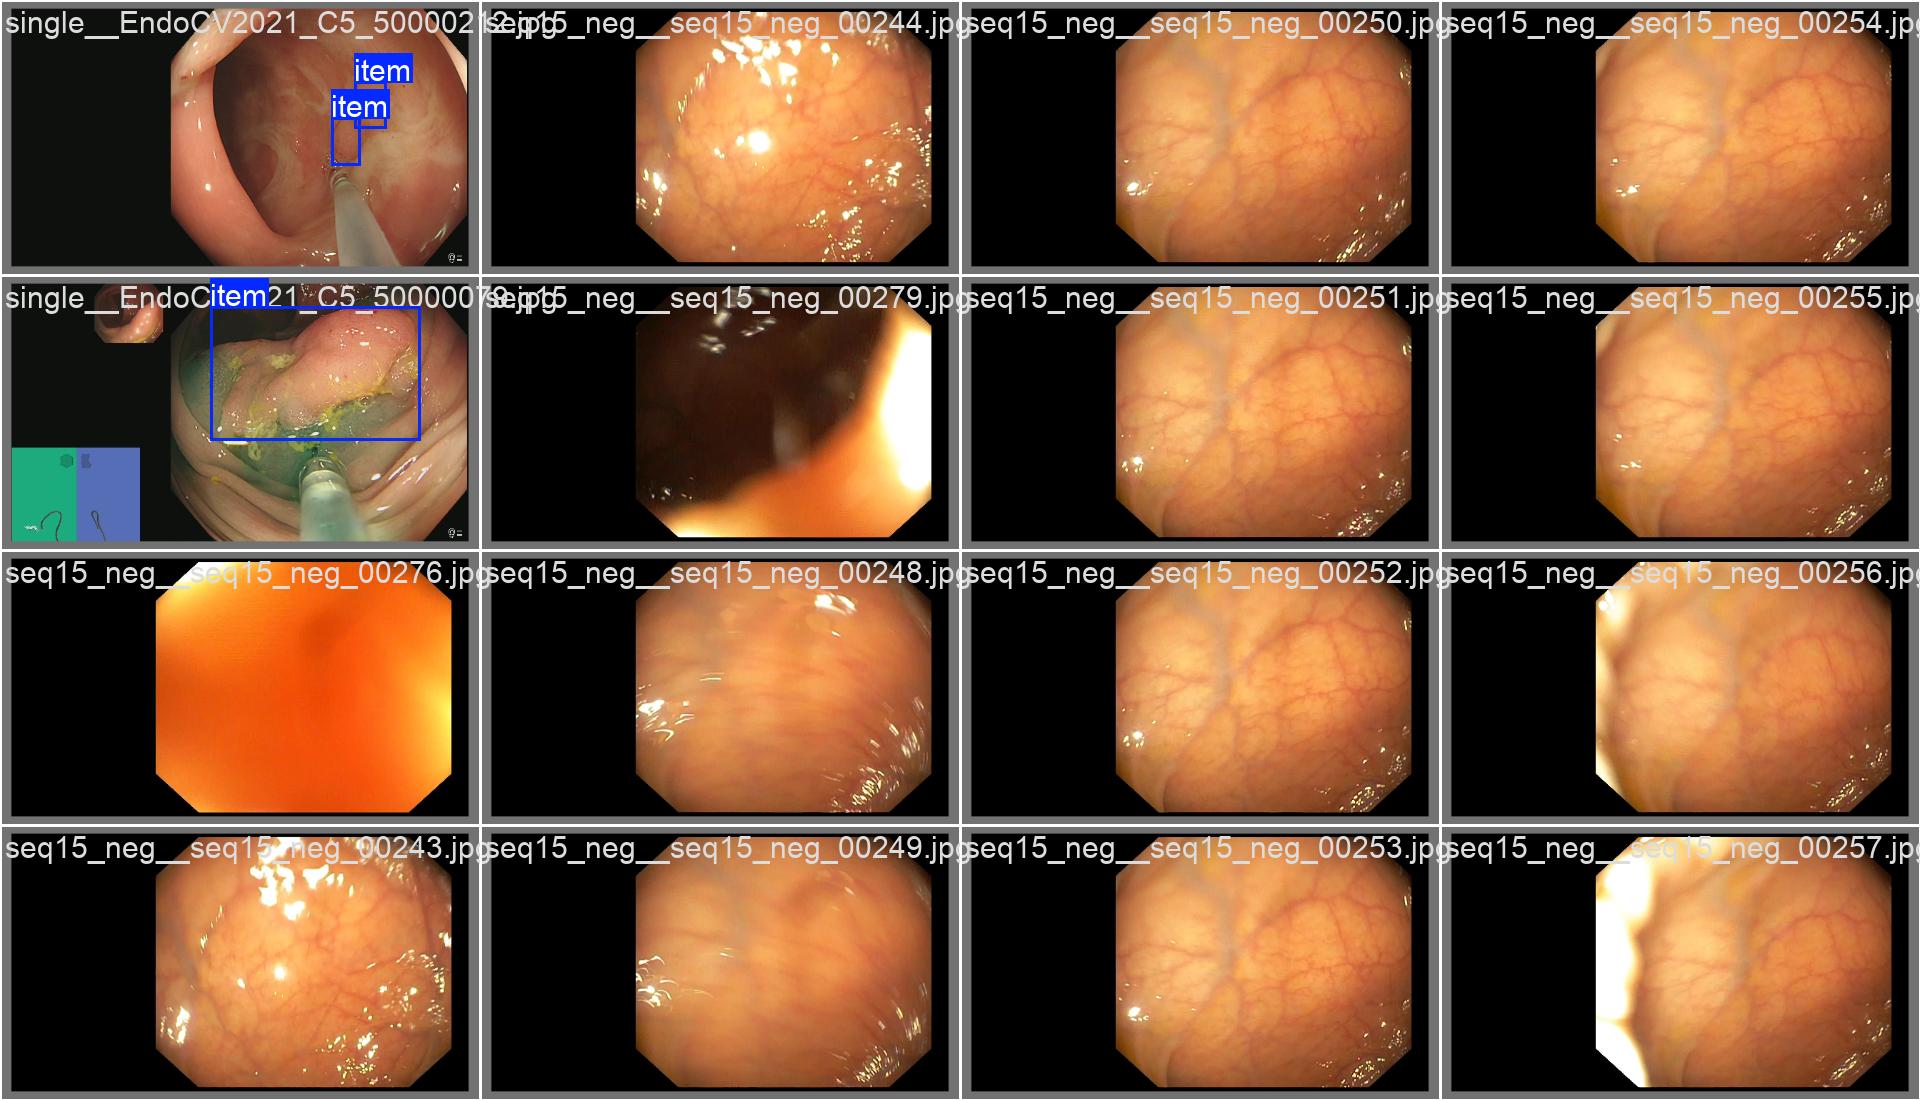 single__EndoCV2021_C5_50000212.jpg
seq15_neg__seq15_neg_00244.jpg
seq15_neg__seq15_neg_00250.jpg
seq15_neg__seq15_neg_00254.jpg
item
item
single__EndoCV2021_C5_50000079.jpg
seq15_neg__seq15_neg_00279.jpg
seq15_neg__seq15_neg_00251.jpg
seq15_neg__seq15_neg_00255.jpg
item
seq15_neg__seq15_neg_00276.jpg
seq15_neg__seq15_neg_00248.jpg
seq15_neg__seq15_neg_00252.jpg
seq15_neg__seq15_neg_00256.jpg
seq15_neg__seq15_neg_00243.jpg
seq15_neg__seq15_neg_00249.jpg
seq15_neg__seq15_neg_00253.jpg
seq15_neg__seq15_neg_00257.jpg